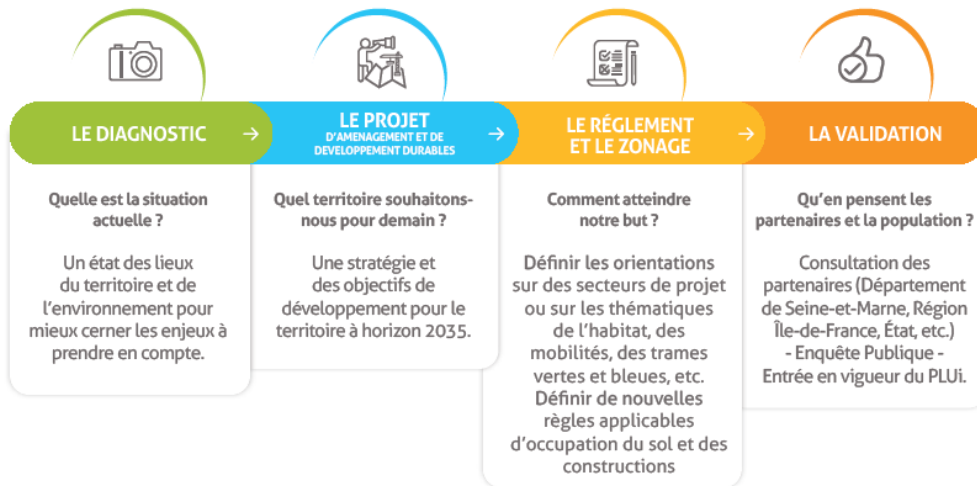 LE DIAGNOSTIC →
Quelle est la situation
actuelle ?
Un état des lieux
du territoire et de
l'environnement pour
mieux cerner les enjeux à
prendre en compte.
LE PROJET
D'AMENAGEMENT ET DE
DEVELOPPEMENT DURABLES →
Quel territoire souhaitons-
nous pour demain ?
Une stratégie et
des objectifs de
développement pour le
territoire à horizon 2035.
LE RÉGLEMENT
ET LE ZONAGE →
Comment atteindre
notre but ?
Définir les orientations
sur des secteurs de projet
ou sur les thématiques
de l'habitat, des
mobilités, des trames
vertes et bleues, etc.
Définir de nouvelles
règles applicables
d'occupation du sol et des
constructions
LA VALIDATION
Qu'en pensent les
partenaires et la population ?
Consultation des
partenaires (Département
de Seine-et-Marne, Région
Île-de-France, État, etc.)
- Enquête Publique -
Entrée en vigueur du PLUi.